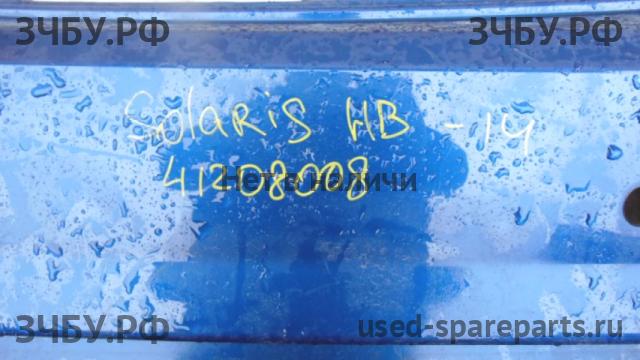 ЗЧБУ.РФ ЗЧБУ.РФ
Solaris HB -14
41208008
Нет в наличи
ЗЧБУ.РФ used-spareparts.ru